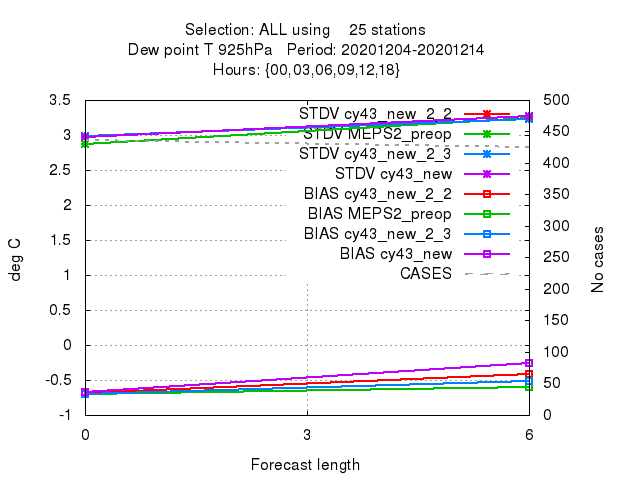 Selection: ALL using    25 stations
Dew point T 925hPa   Period: 20201204-20201214
Hours: {00,03,06,09,12,18}
3.5
3
2.5
2
1.5
1
0.5
0
-0.5
-1
deg C
STDV cy43_new_2_2
STDV MEPS2_preop
STDV cy43_new_2_3
STDV cy43_new
BIAS cy43_new_2_2
BIAS MEPS2_preop
BIAS cy43_new_2_3
BIAS cy43_new
CASES
500
450
400
350
300
250
200
150
100
50
0
No cases
0 3 6
Forecast length